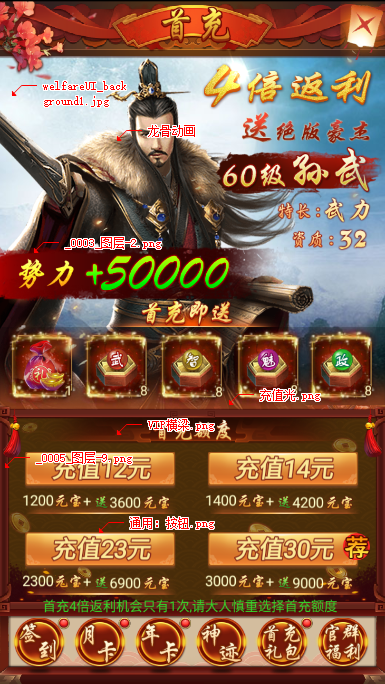 首充
4倍返利
welfareUI_back
ground1.jpg
送绝版豪杰
龙骨动画
60级孙武
特长:武力
资质:32
_0003_图层-2.png
势力+50000
首充即送
礼
武
智
魅
政
1
8
8
8
8
充值光.png
VIP横梁.png
首充额度
_0005_图层-9.png
充值12元
充值14元
1200元宝+送3600元宝
1400元宝+送4200元宝
通用:按钮.png
充值23元
充值30元
荐
2300元宝+送6900元宝
3000元宝+送9000元宝
首充4倍返利机会只有1次,请大人慎重选择首充额度
签到
月卡
年卡
神迹
首充礼包
官群福利